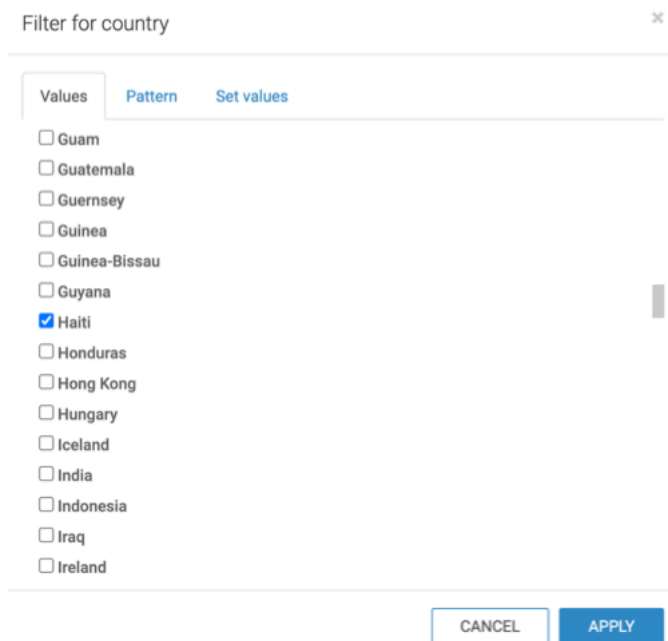 Filter for country ×
Values Pattern Set values
Guam
Guatemala
Guernsey
Guinea
Guinea-Bissau
Guyana
Haiti
Honduras
Hong Kong
Hungary
Iceland
India
Indonesia
Iraq
Ireland
CANCEL APPLY